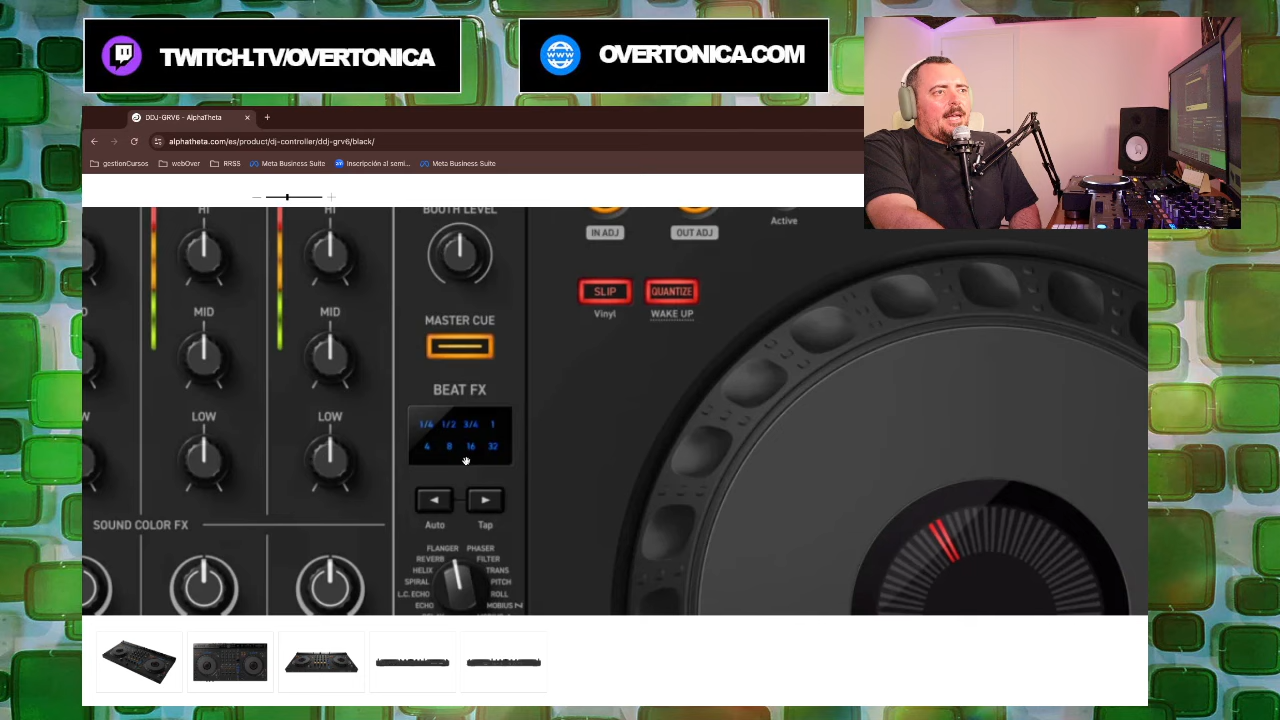 TWITCH.TV/OVERTONICA
WWW
OVERTONICA.COM
DDJ-GRV6 - AlphaTheta
alphatheta.com/es/product/dj-controller/ddj-grv6/black/
gestionCursos
webOver
RRSS
Meta Business Suite
Inscripción al semi...
Meta Business Suite
HI
HI
BOOTH LEVEL
IN ADJ
OUT ADJ
Active
SLIP
QUANTIZE
Vinyl
WAKE UP
MID
MID
MASTER CUE
BEAT FX
LOW
LOW
1/4 1/2 3/4 1
4 8 16 32
Auto
Tap
SOUND COLOR FX
FLANGER PHASER
REVERB FILTER
HELIX TRANS
SPIRAL PITCH
L.C. ECHO ROLL
ECHO MOBIUS